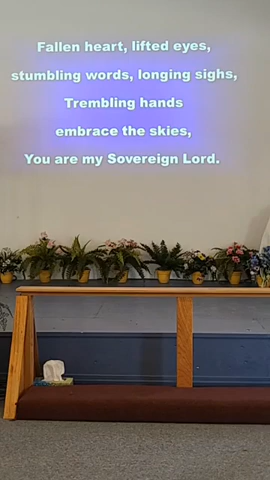 Fallen heart, lifted eyes,
stumbling words, longing sighs,
Trembling hands
embrace the skies,
You are my Sovereign Lord.